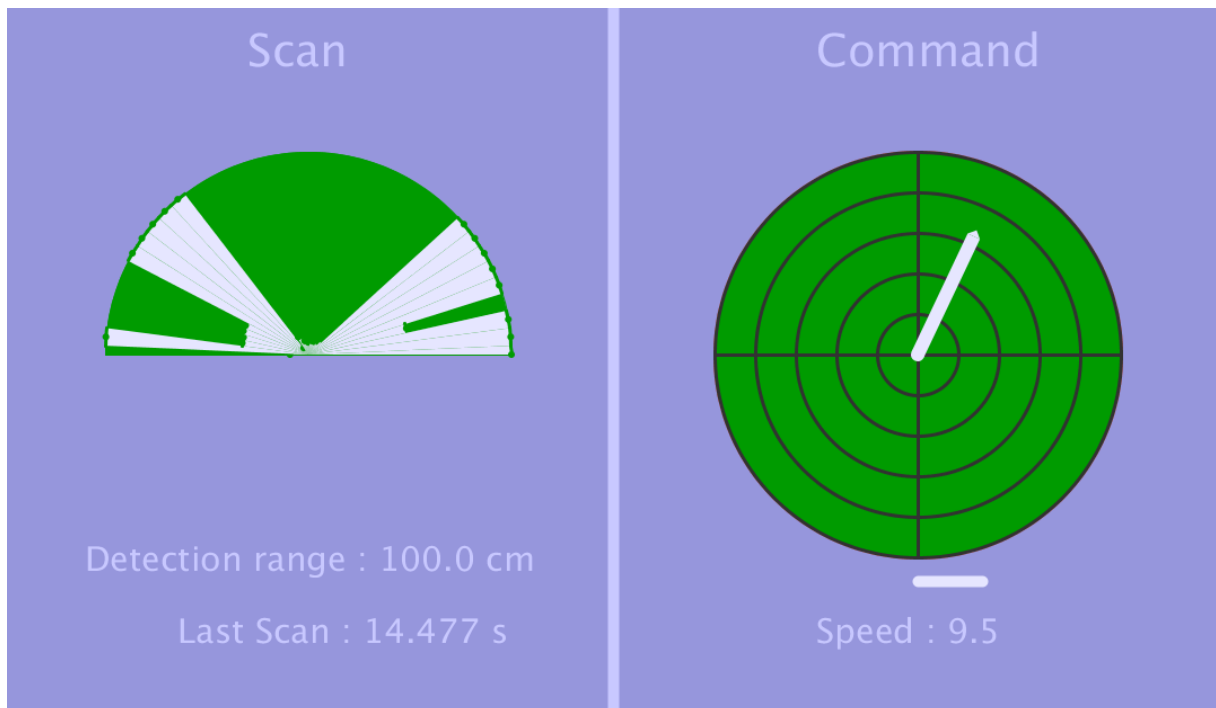 Scan
Detection range : 100.0 cm
Last Scan : 14.477 s
Command
Speed : 9.5